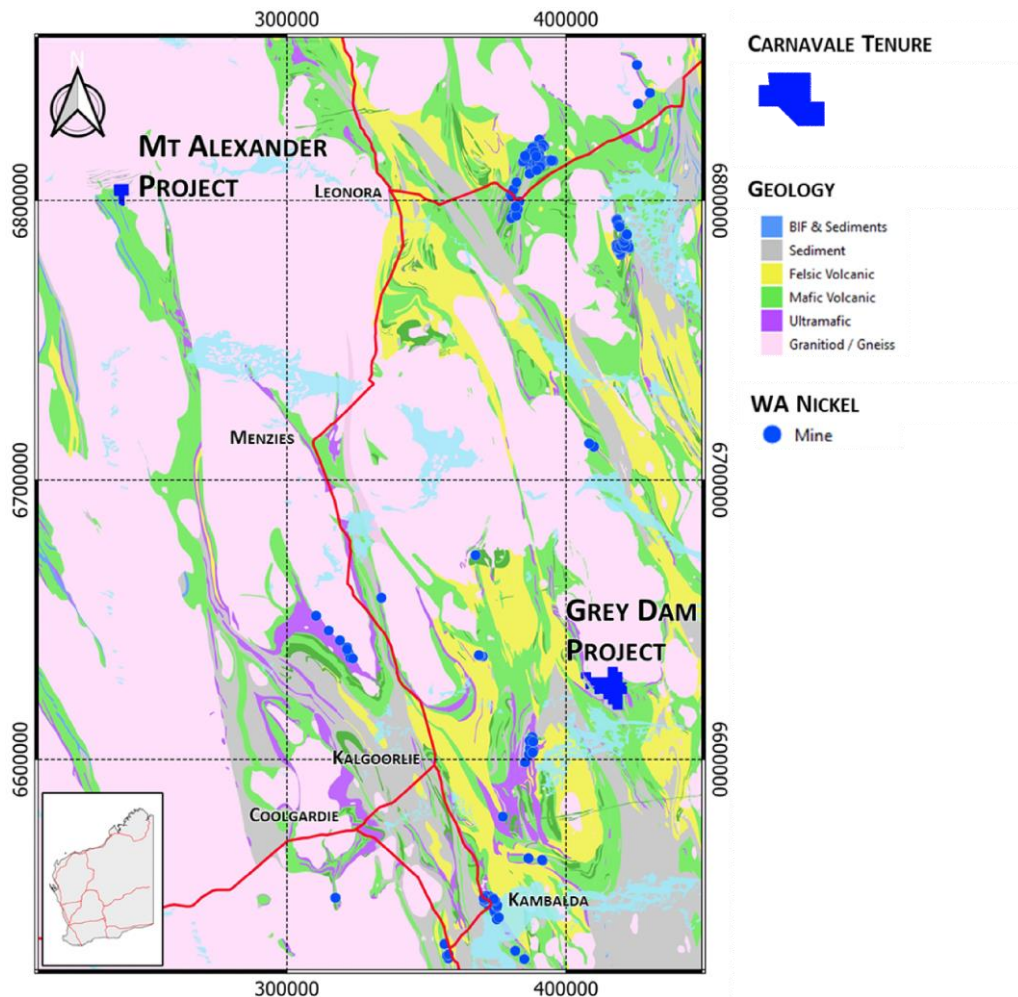 300000
400000
N
6800000
6700000
6600000
6800000
6700000
6600000
MT ALEXANDER
PROJECT
LEONORA
MENZIES
GREY DAM
PROJECT
KALGOORLIE
COOLGARDIE
KAMBALDA
300000
400000
CARNAVALE TENURE
GEOLOGY
BIF & Sediments
Sediment
Felsic Volcanic
Mafic Volcanic
Ultramafic
Granitiod / Gneiss
WA NICKEL
Mine